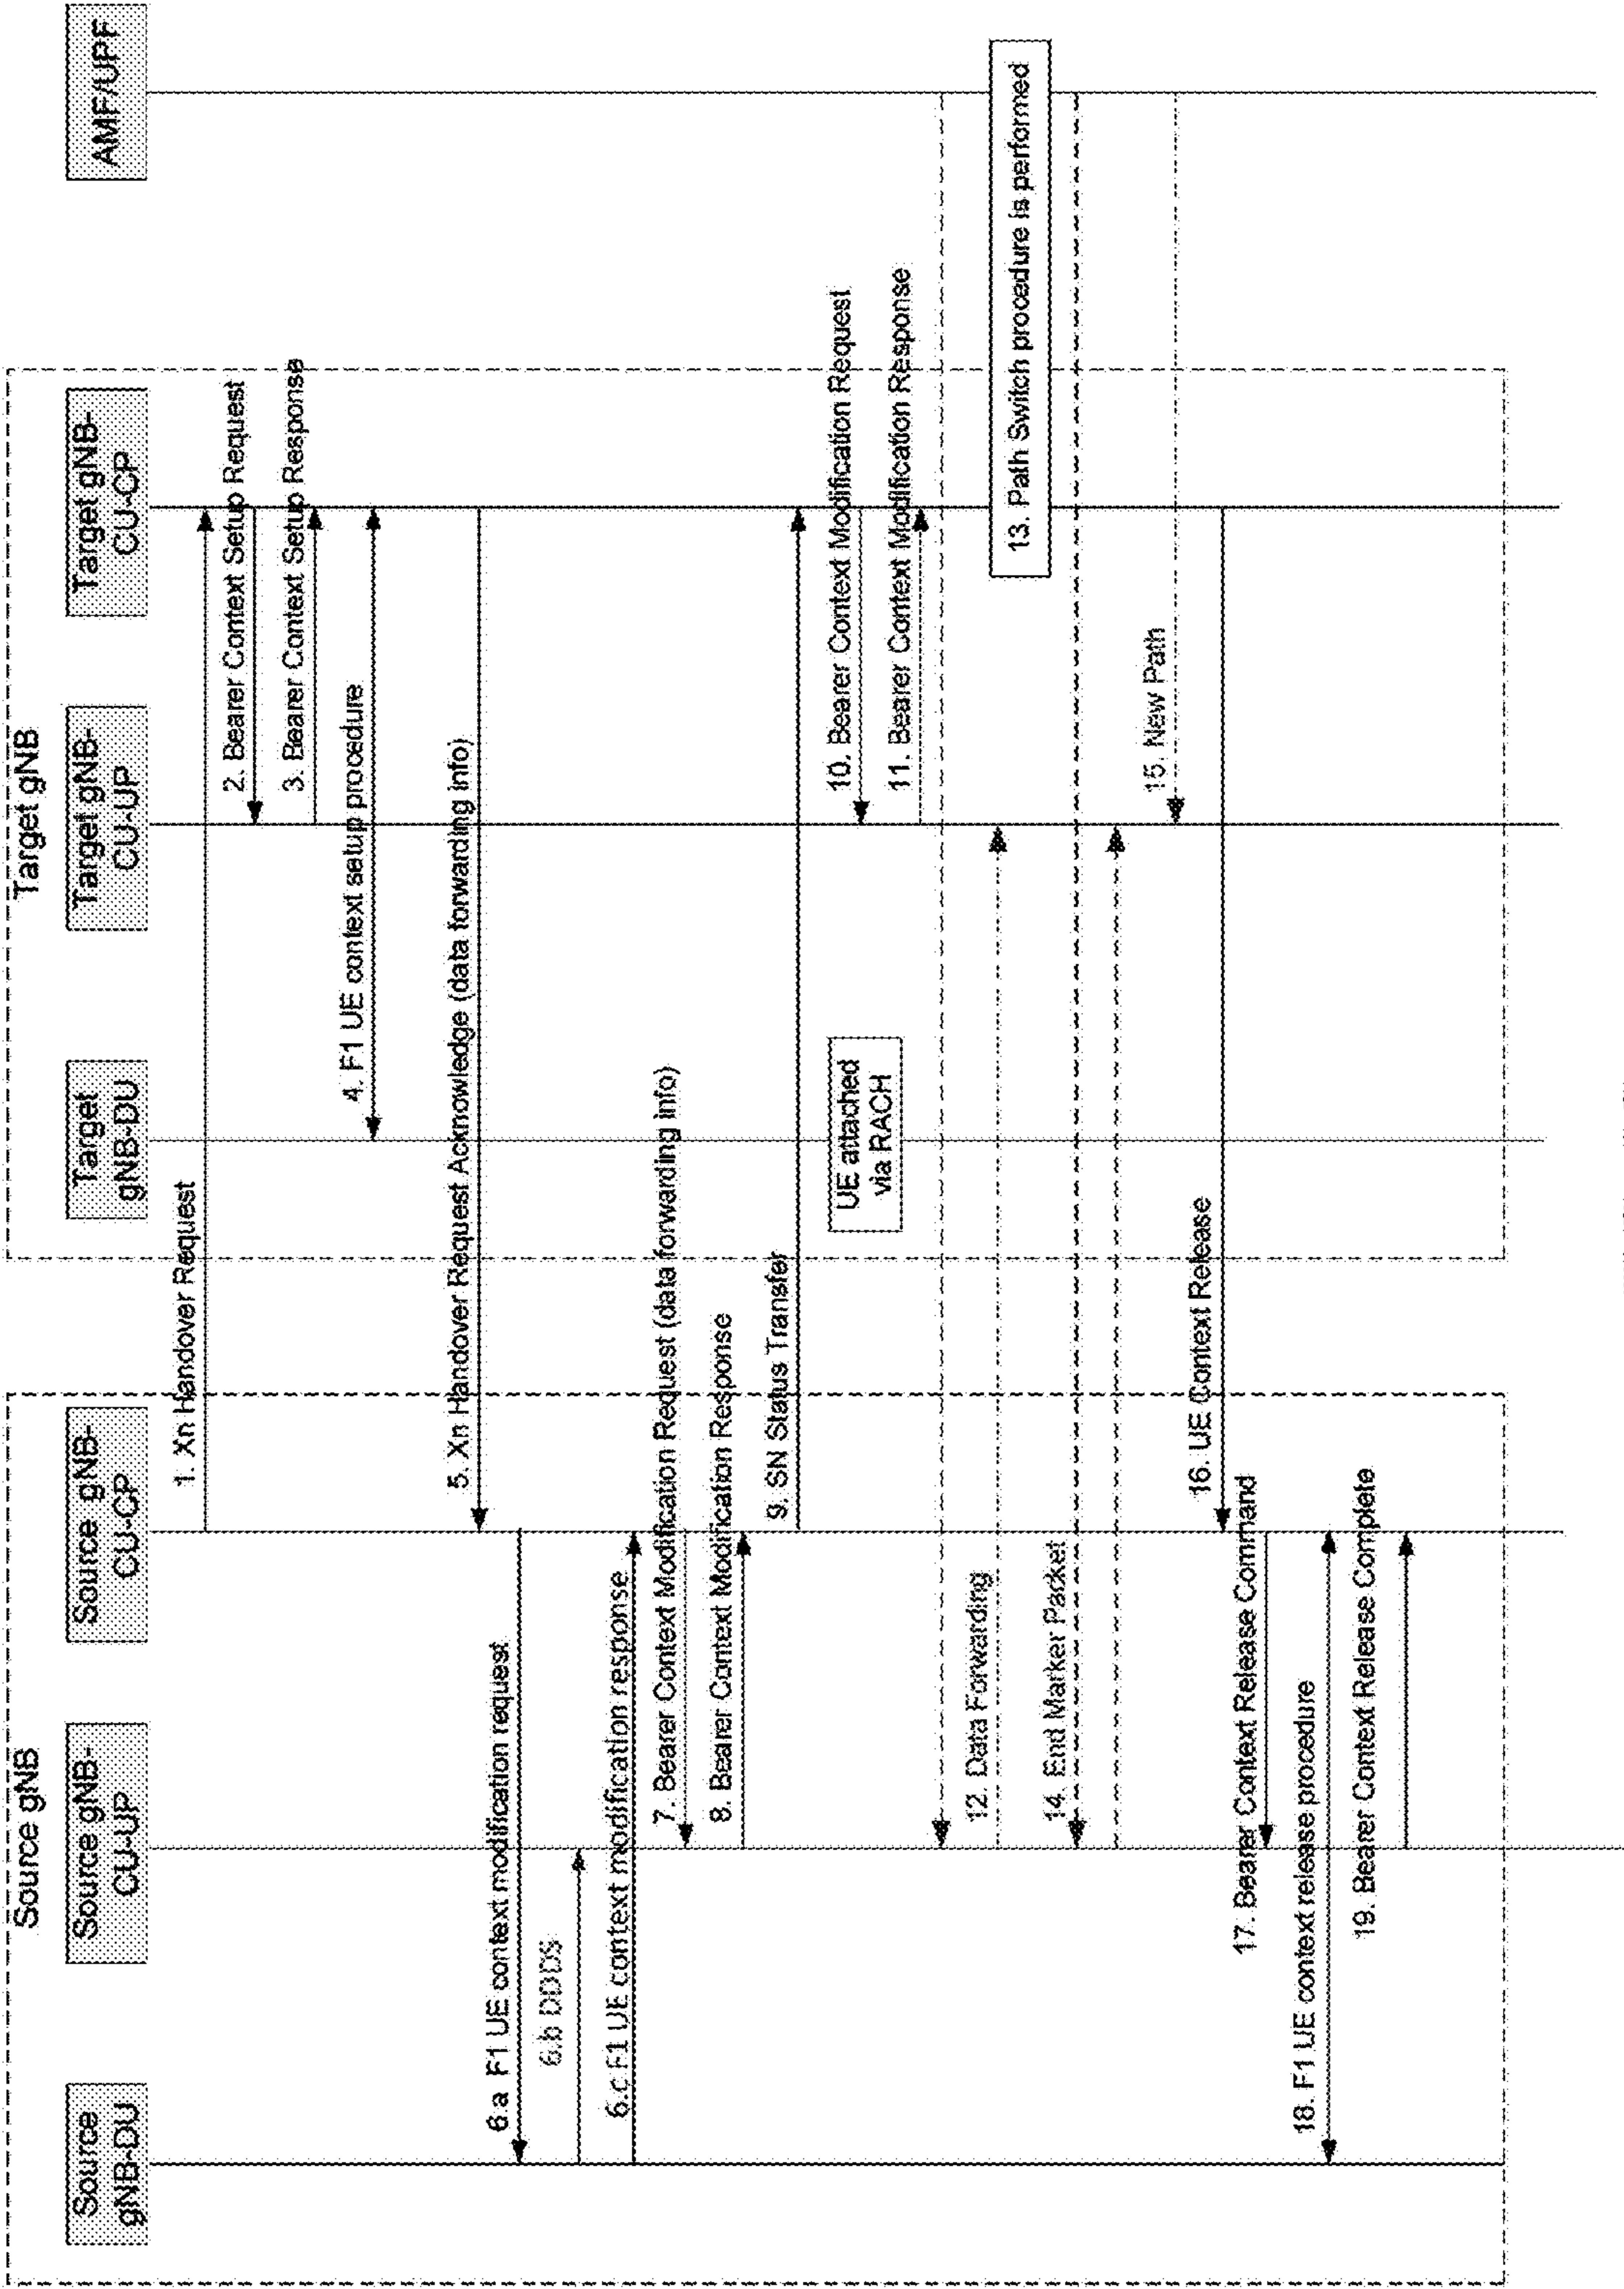 Source gNB
Target gNB
Source
gNB-DU
Source gNB-
CU-UP
Source gNB-
CU-CP
Target
gNB-DU
Target gNB-
CU-UP
Target gNB-
CU-CP
AMF/UPF
1. Xn Handover Request
2. Bearer Context Setup Request
3. Bearer Context Setup Response
4. F1 UE context setup procedure
5. Xn Handover Request Acknowledge (data forwarding info)
6.a F1 UE context modification request
6.b DDDS
6.c F1 UE context modification response
7. Bearer Context Modification Request (data forwarding info)
8. Bearer Context Modification Response
9. SN Status Transfer
UE attached
via RACH
10. Bearer Context Modification Request
11. Bearer Context Modification Response
12. Data Forwarding
13. Path Switch procedure is performed
14. End Marker Packet
15. New Path
16. UE Context Release
17. Bearer Context Release Command
18. F1 UE context release procedure
19. Bearer Context Release Complete